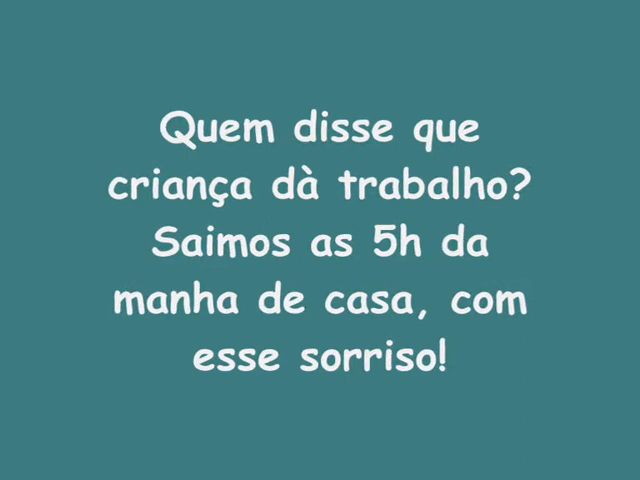 Quem disse que
criança dà trabalho?
Saimos as 5h da
manha de casa, com
esse sorriso!